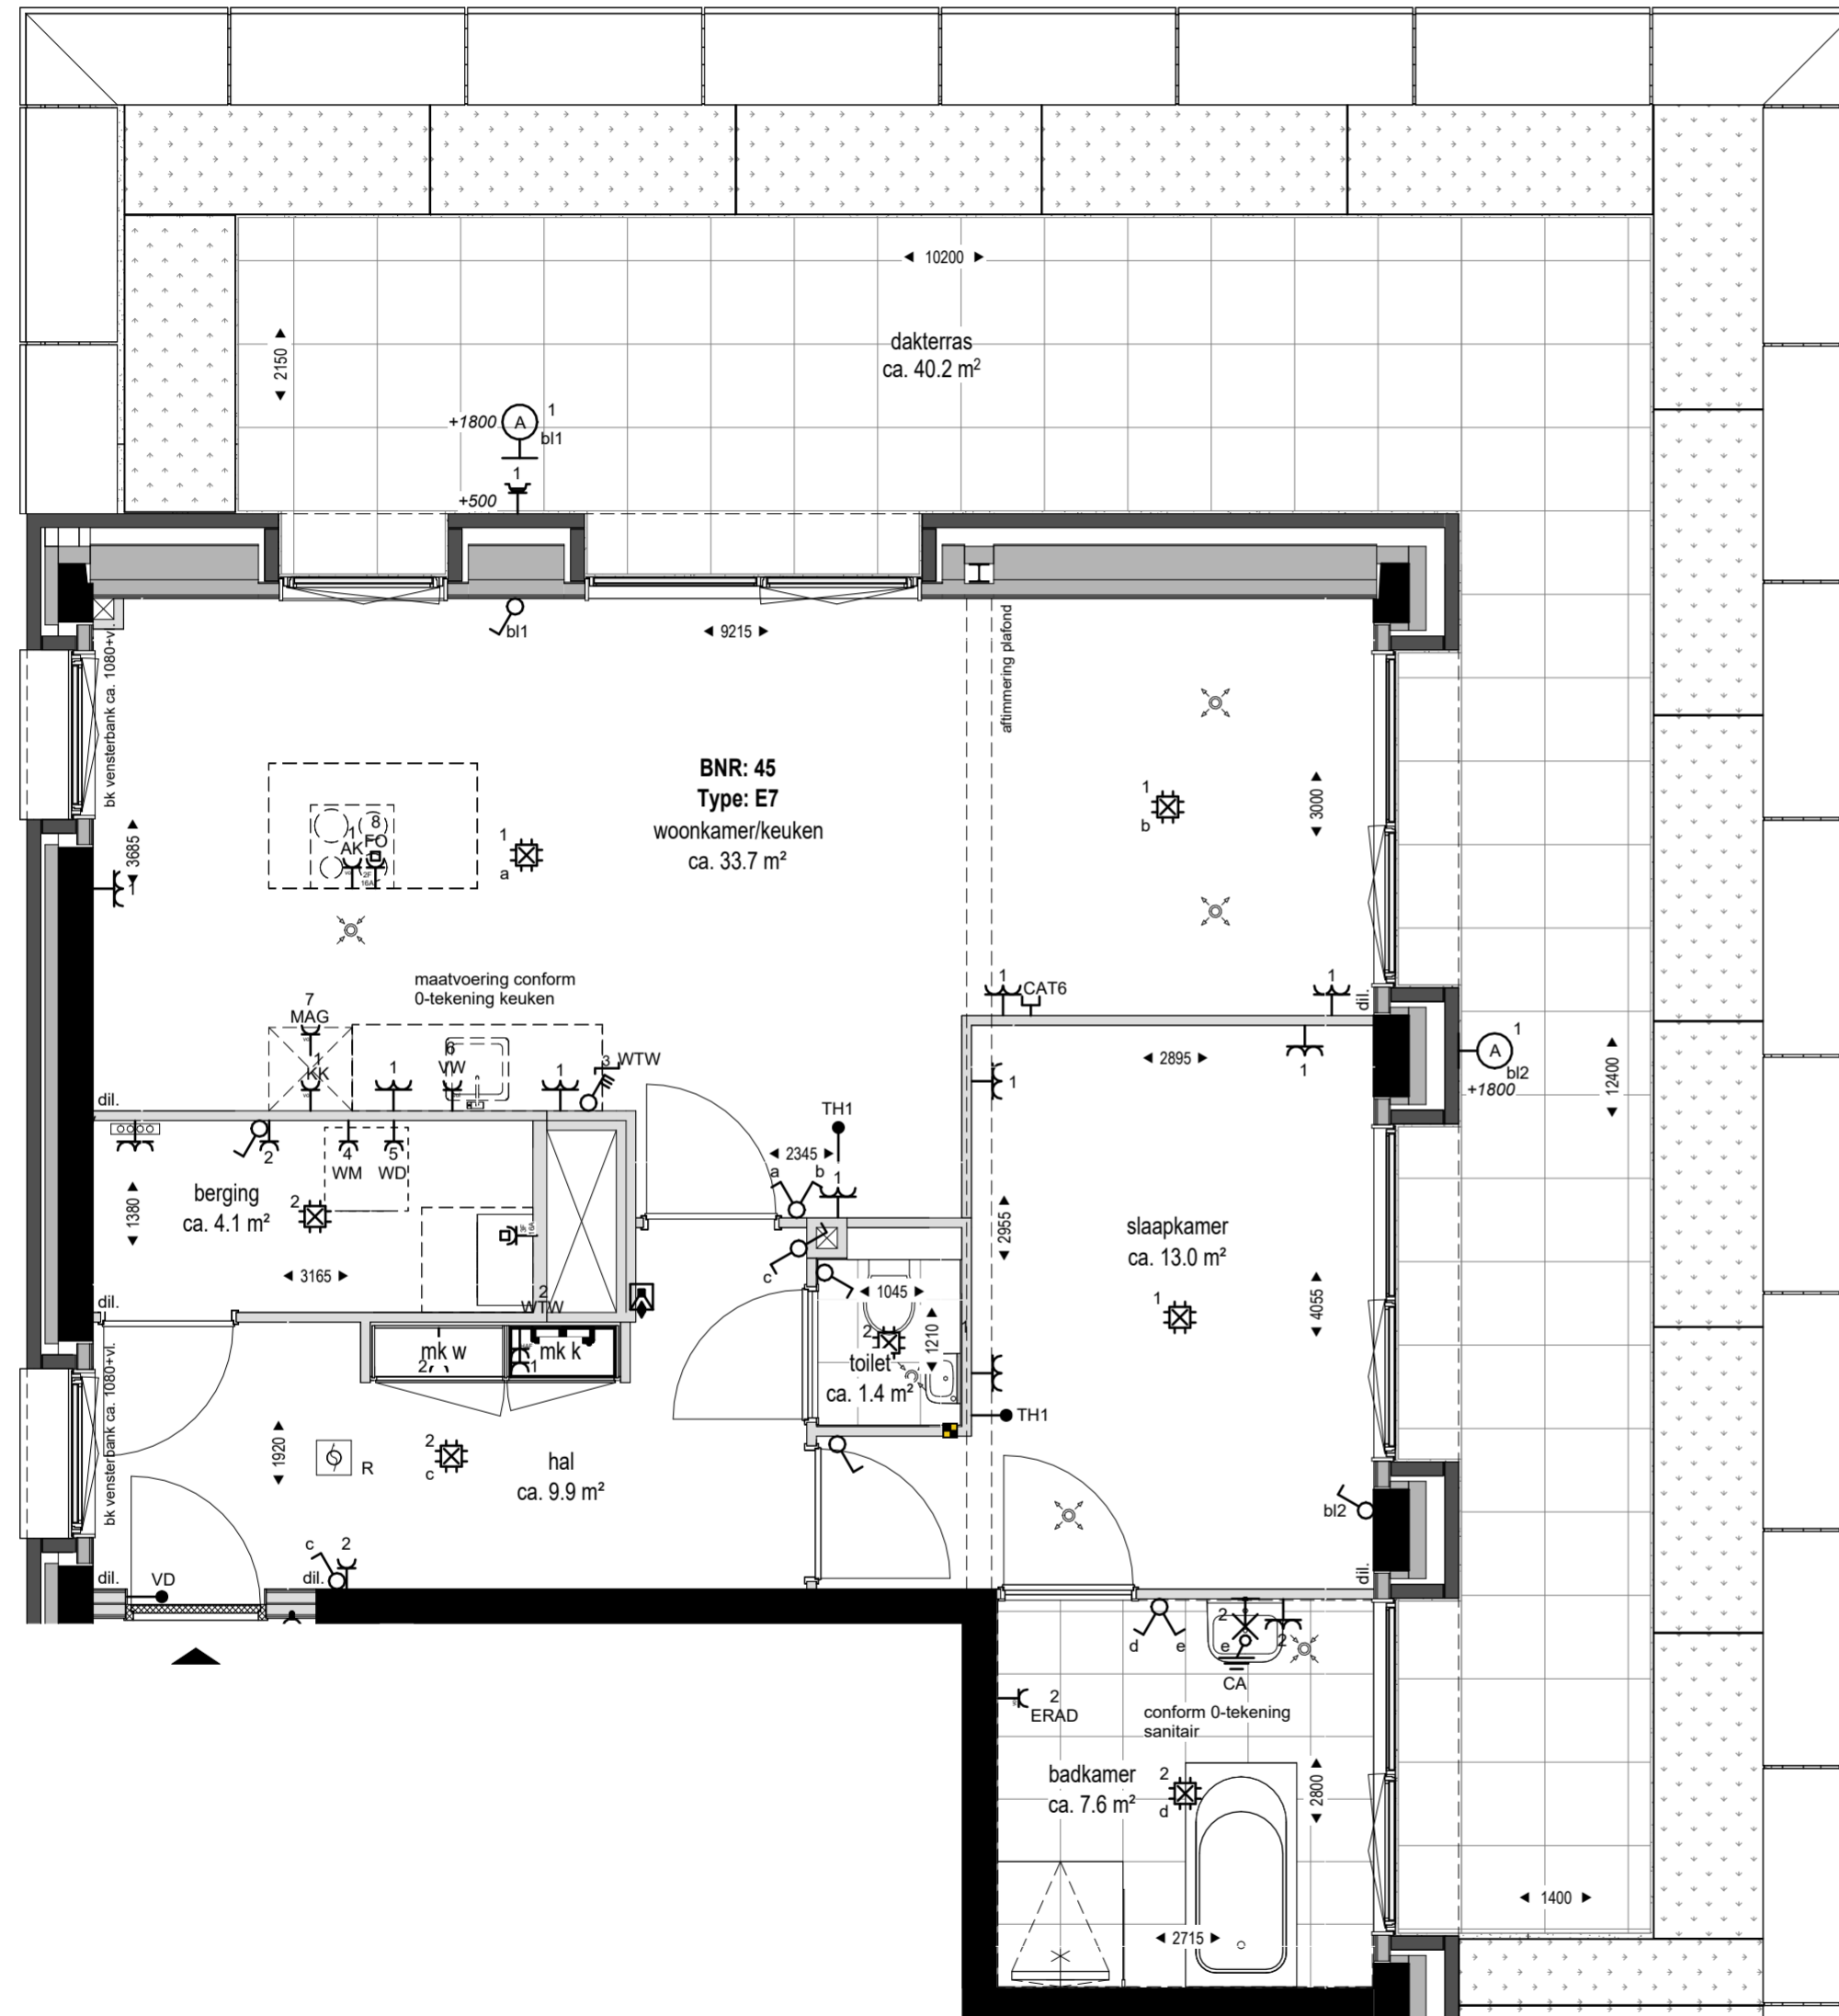 10200
dakterras
ca. 40.2 m²
2150
+1800
A
1
bl1
1
+500
bl1
9215
aftimmering plafond
bk vensterbank ca. 1080+vl.
BNR: 45
Type: E7
woonkamer/keuken
ca. 33.7 m²
1
a
1
b
3000
3685
1
1
8
AK
FO
2F
16A
maatvoering conform
0-tekening keuken
7
MAG
1
KK
1
6
VW
1
3
WTW
1
CAT6
1
dil.
2895
1
1
A
1
bl2
+1800
12400
dil.
TH1
2345
a
b
1
2
4
WM
5
WD
berging
ca. 4.1 m²
2
1380
3165
2
WTW
dil.
c
1045
1210
2
toilet
ca. 1.4 m²
2955
slaapkamer
ca. 13.0 m²
1
4055
mk w
2
mk k
1
bk vensterbank ca. 1080+vl.
1920
R
2
c
hal
ca. 9.9 m²
TH1
bl2
dil.
dil.
VD
dil.
c
2
d
e
2
e
2
CA
2
ERAD
conform 0-tekening
sanitair
badkamer
ca. 7.6 m²
2
d
2800
2715
1400